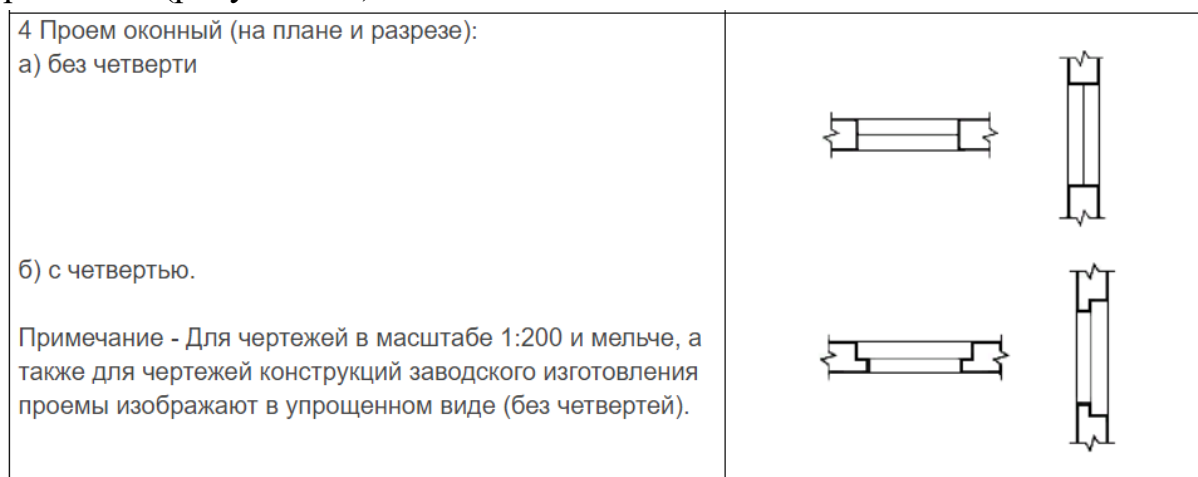 4 Проем оконный (на плане и разрезе):
а) без четверти
б) с четвертью.
Примечание - Для чертежей в масштабе 1:200 и мельче, а
также для чертежей конструкций заводского изготовления
проемы изображают в упрощенном виде (без четвертей).